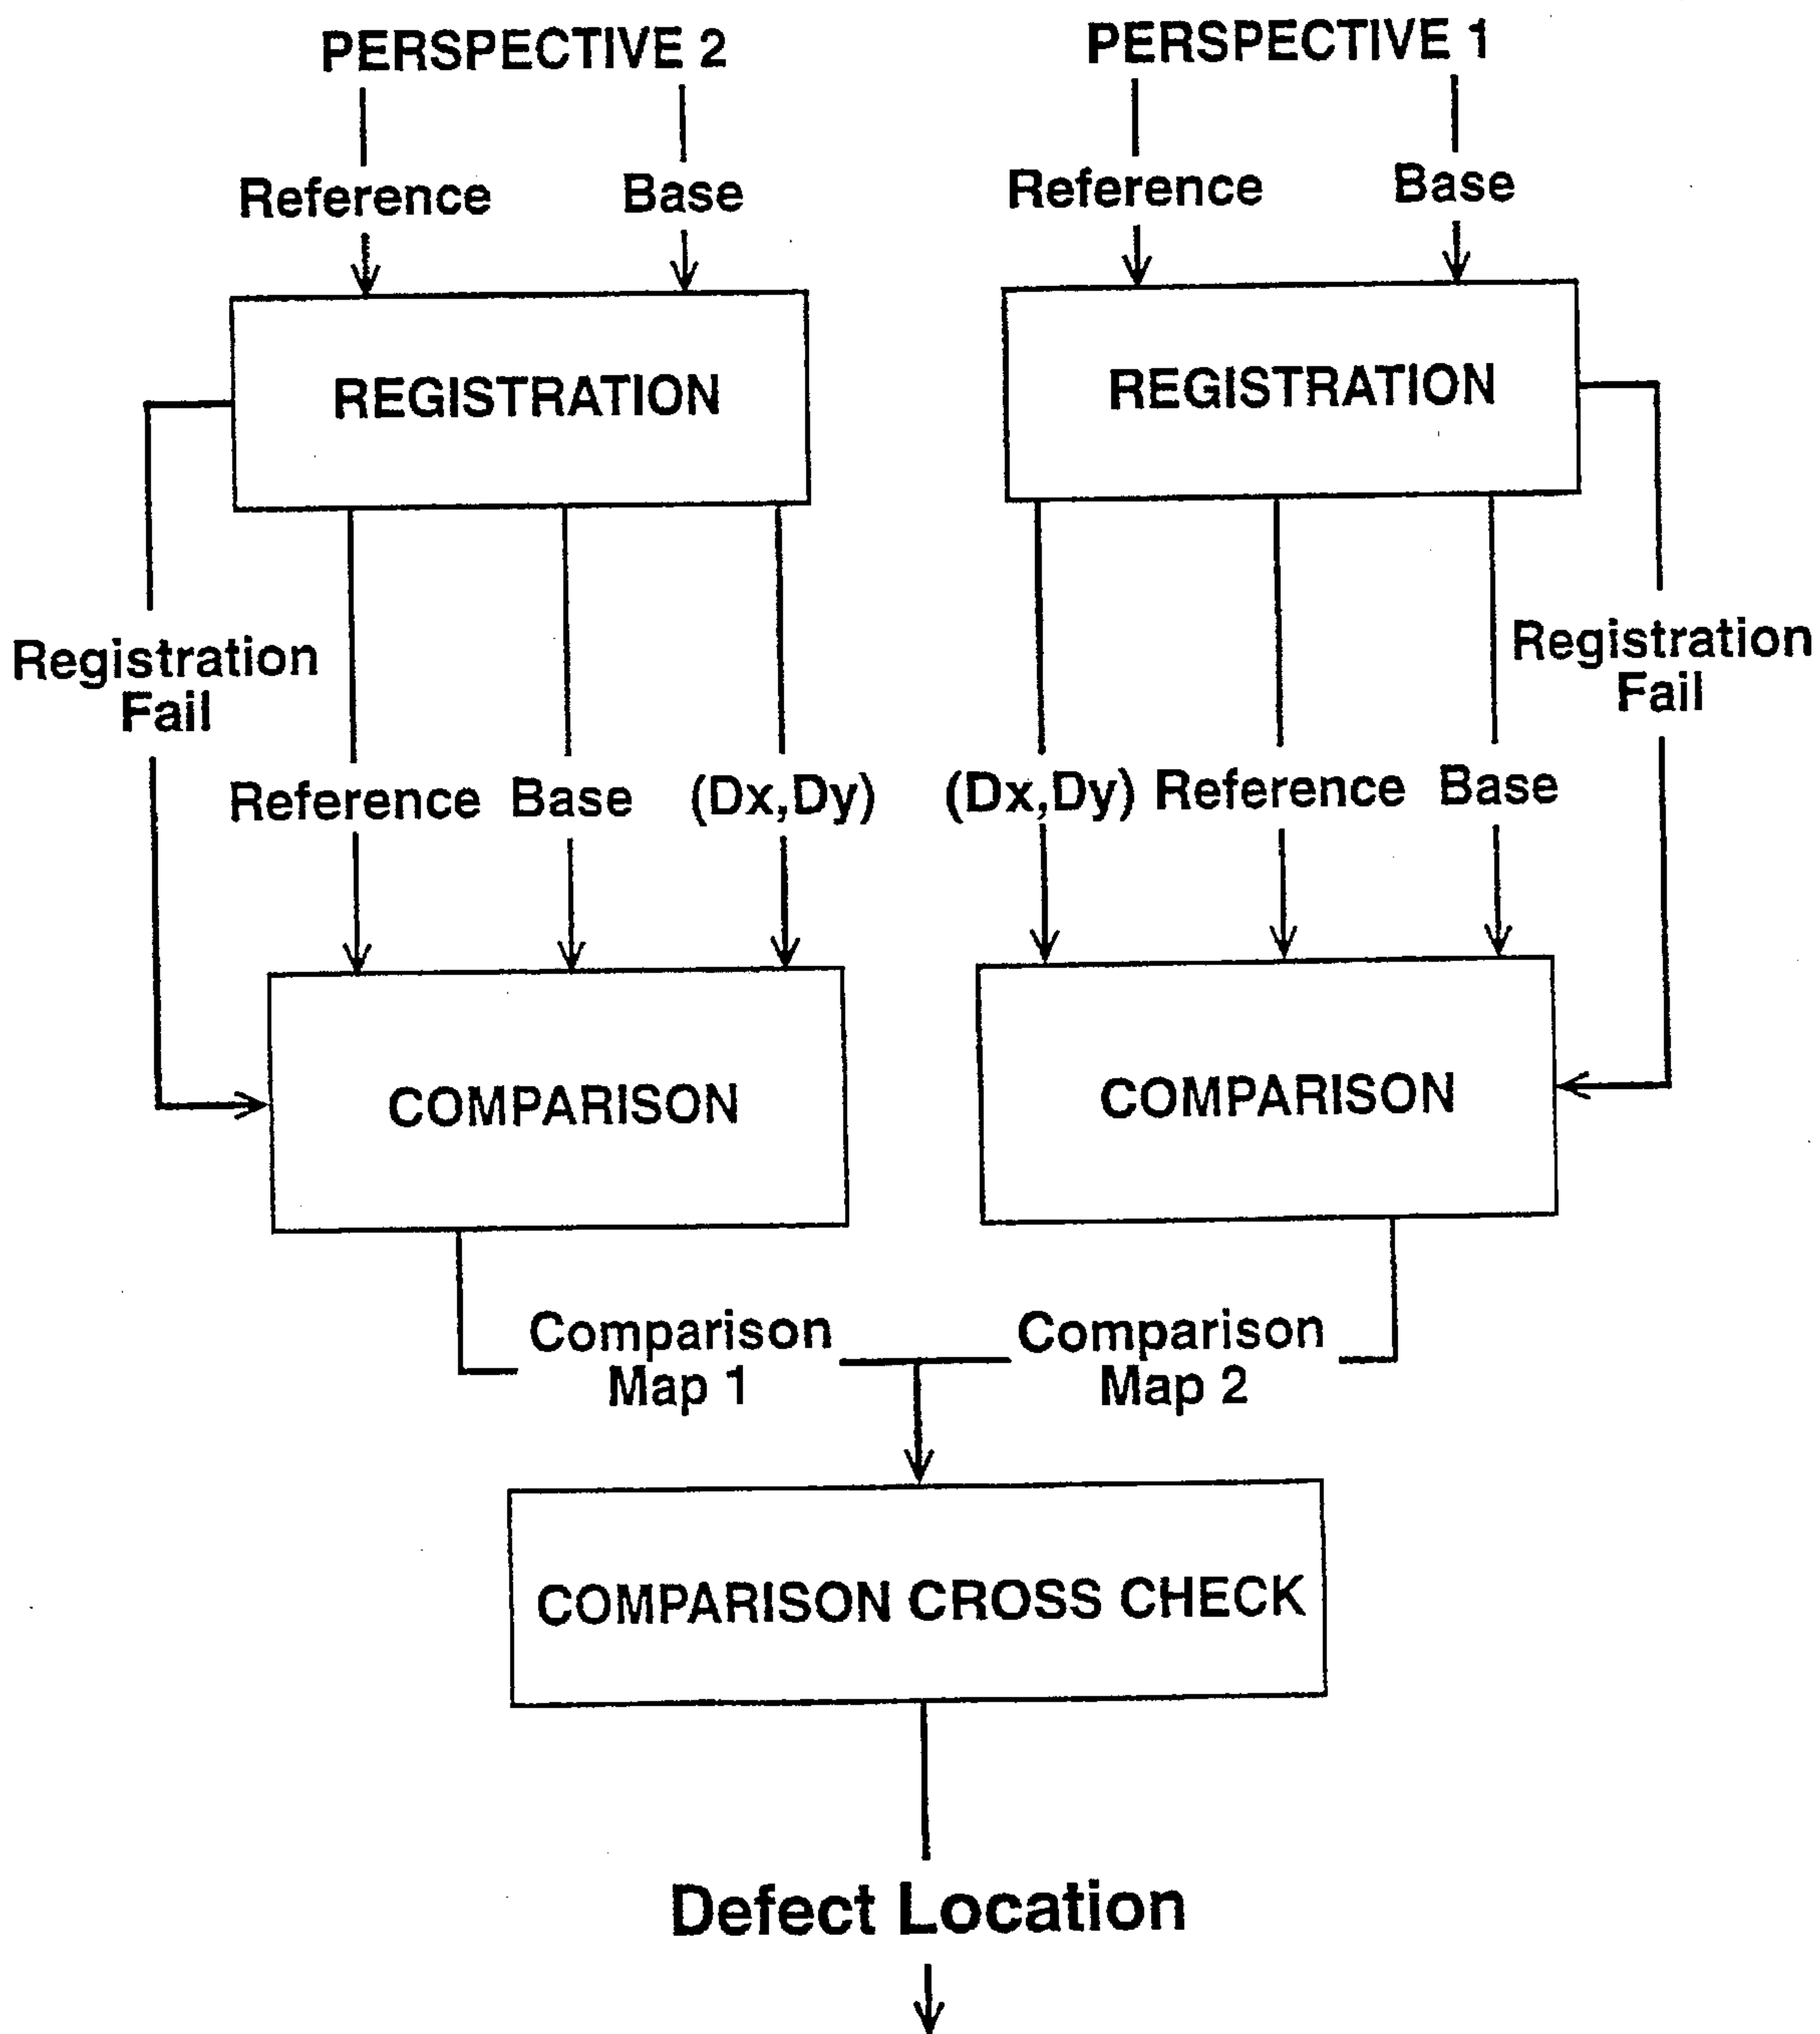 PERSPECTIVE 2
PERSPECTIVE 1
Reference
Base
Reference
Base
REGISTRATION
REGISTRATION
Registration
Fail
Registration
Fail
Reference
Base
(Dx,Dy)
(Dx,Dy)
Reference
Base
COMPARISON
COMPARISON
Comparison
Map 1
Comparison
Map 2
COMPARISON CROSS CHECK
Defect Location